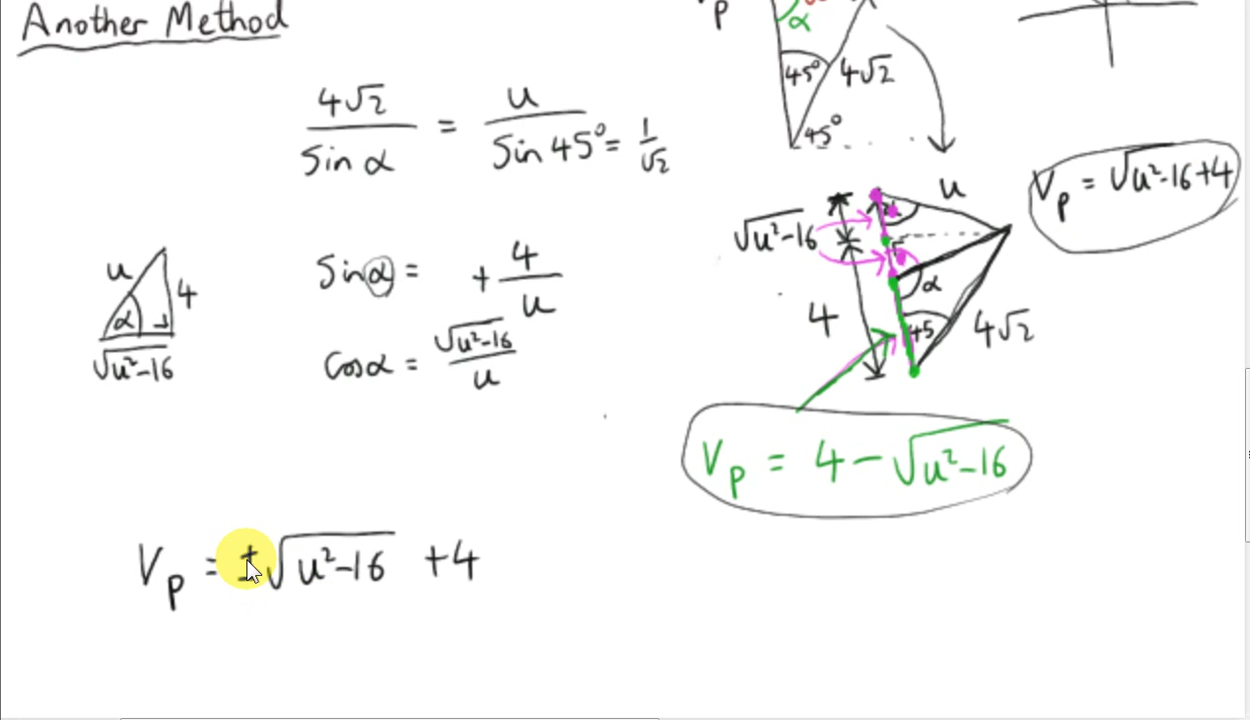 Another Method
4√2 / Sin α = u / Sin 45° = 1/√2
u
4
α
√u²-16
Sin α = + 4/u
Cos α = √u²-16 / u
V_P = ± √u²-16 + 4
P
α
45°
4√2
45°
V_P = √u²-16 + 4
u
√u²-16
α
4
45
4√2
V_P = 4 - √u²-16